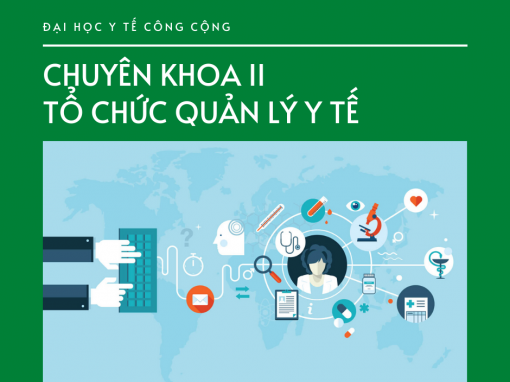 ĐẠI HỌC Y TẾ CÔNG CỘNG
CHUYÊN KHOA II
TỔ CHỨC QUẢN LÝ Y TẾ